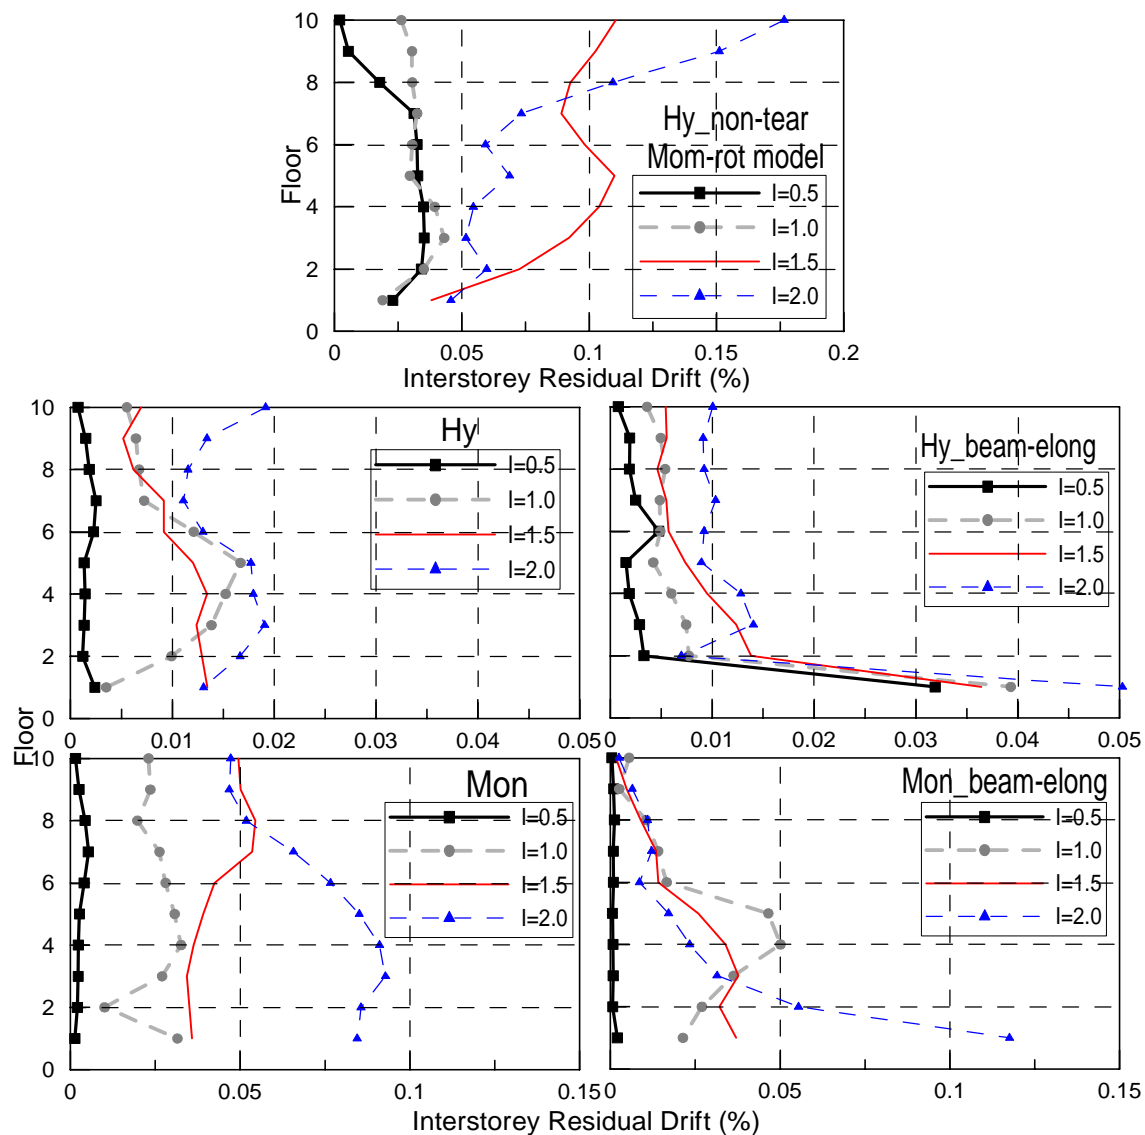 10
8
6
4
2
0
Floor
Hy_non-tear
Mom-rot model
I=0.5
I=1.0
I=1.5
I=2.0
0 0.05 0.1 0.15 0.2
Interstorey Residual Drift (%)
10
8
6
4
2
0
Hy
I=0.5
I=1.0
I=1.5
I=2.0
0 0.01 0.02 0.03 0.04 0.05
Hy_beam-elong
I=0.5
I=1.0
I=1.5
I=2.0
0 0.01 0.02 0.03 0.04 0.05
Floor
10
8
6
4
2
0
Mon
I=0.5
I=1.0
I=1.5
I=2.0
0 0.05 0.1 0.15
Mon_beam-elong
I=0.5
I=1.0
I=1.5
I=2.0
0 0.05 0.1 0.15
Interstorey Residual Drift (%)